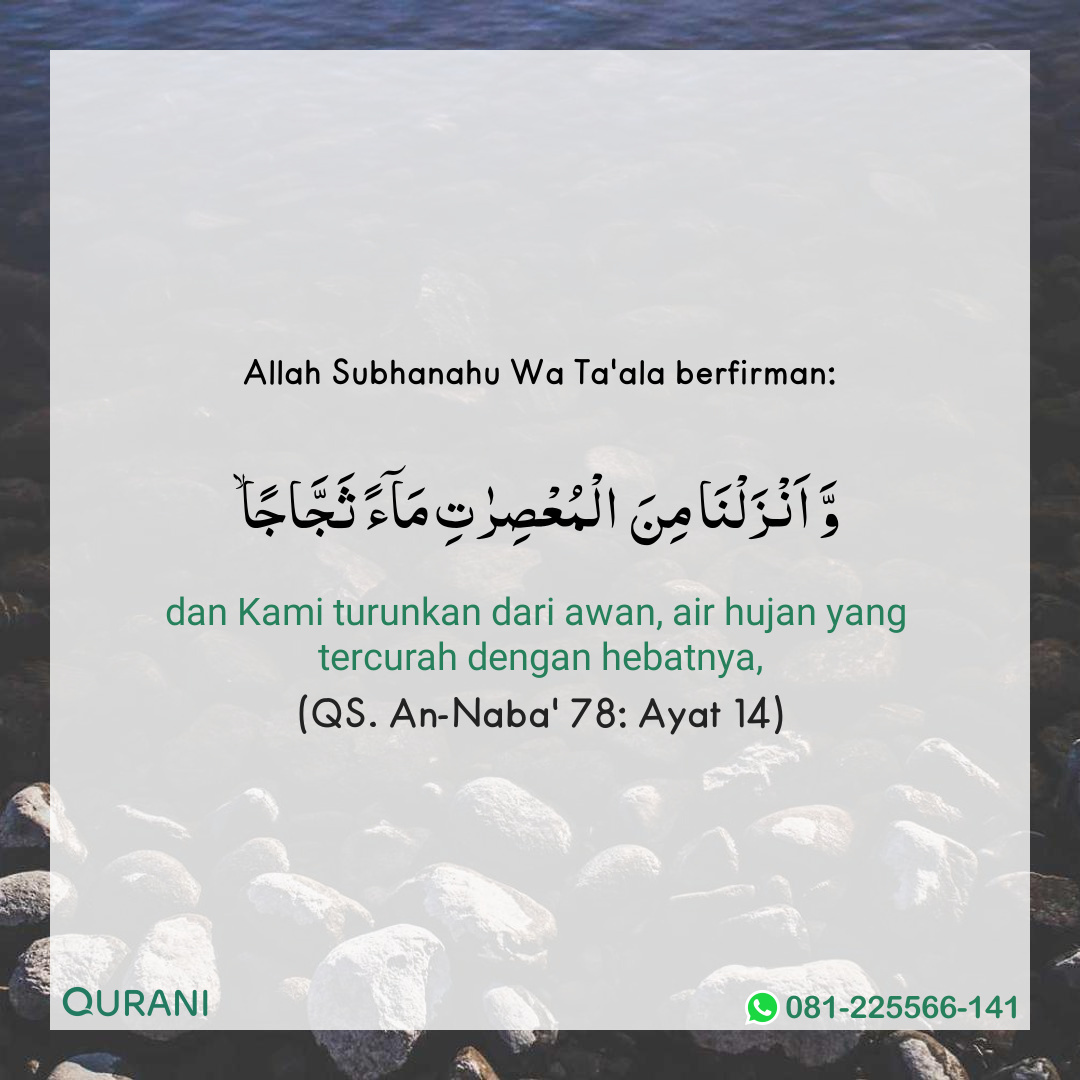 Allah Subhanahu Wa Ta'ala berfirman:
وَّ اَنْزَلْنَا مِنَ الْمُعْصِرٰتِ مَآءً ثَجَّاجًا ۙ
dan Kami turunkan dari awan, air hujan yang
tercurah dengan hebatnya,
(QS. An-Naba' 78: Ayat 14)
QURANI
081-225566-141